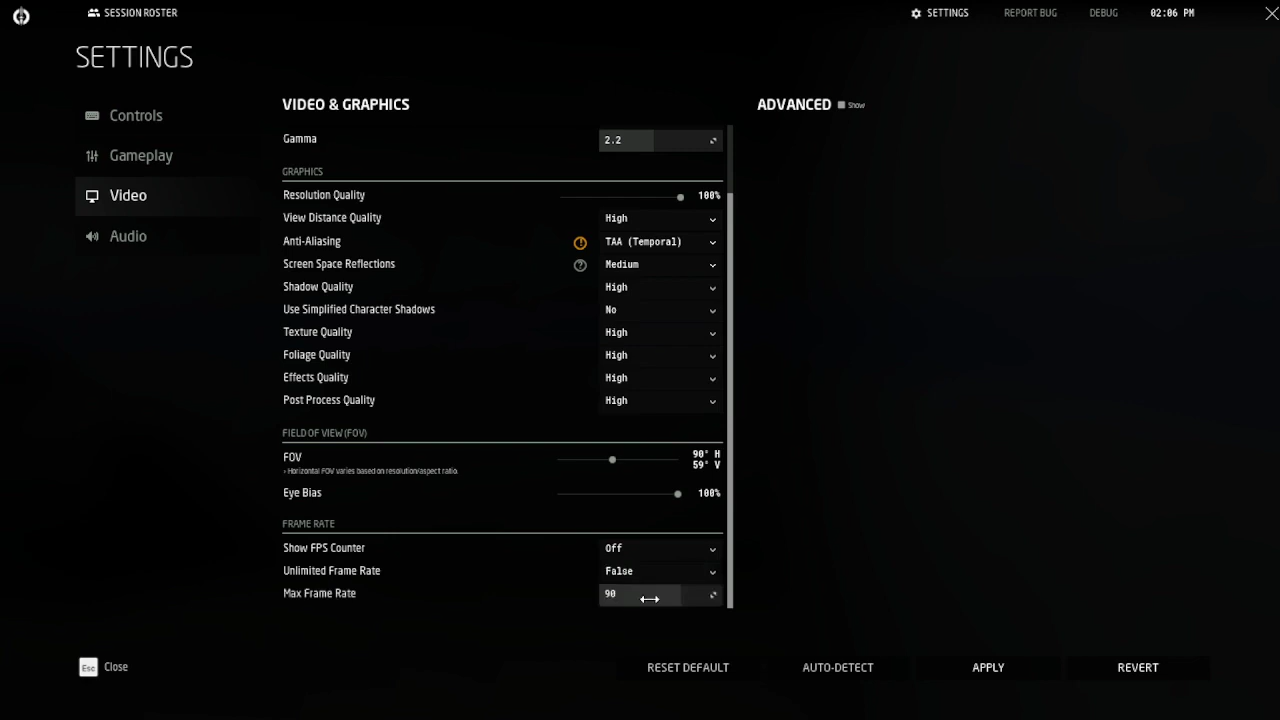 SESSION ROSTER
SETTINGS
REPORT BUG
DEBUG
02:06 PM
SETTINGS
Controls
Gameplay
Video
Audio
VIDEO & GRAPHICS
Gamma 2.2
GRAPHICS
Resolution Quality 100%
View Distance Quality High
Anti-Aliasing TAA (Temporal)
Screen Space Reflections Medium
Shadow Quality High
Use Simplified Character Shadows No
Texture Quality High
Foliage Quality High
Effects Quality High
Post Process Quality High
FIELD OF VIEW (FOV)
FOV 90° H
59° V
> Horizontal FOV varies based on resolution/aspect ratio.
Eye Bias 100%
FRAME RATE
Show FPS Counter Off
Unlimited Frame Rate False
Max Frame Rate 90
ADVANCED Show
Esc Close
RESET DEFAULT
AUTO-DETECT
APPLY
REVERT